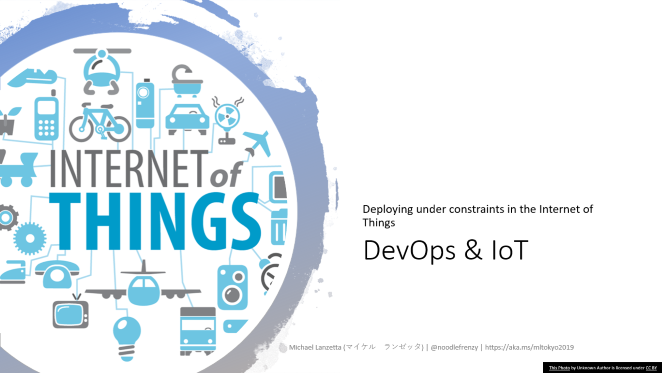 INTERNET of
THINGS
Deploying under constraints in the Internet of
Things
DevOps & IoT
Michael Lanzetta (マイケル　ランゼッタ) | @noodlefrenzy | https://aka.ms/mltokyo2019
This Photo by Unknown Author is licensed under CC BY